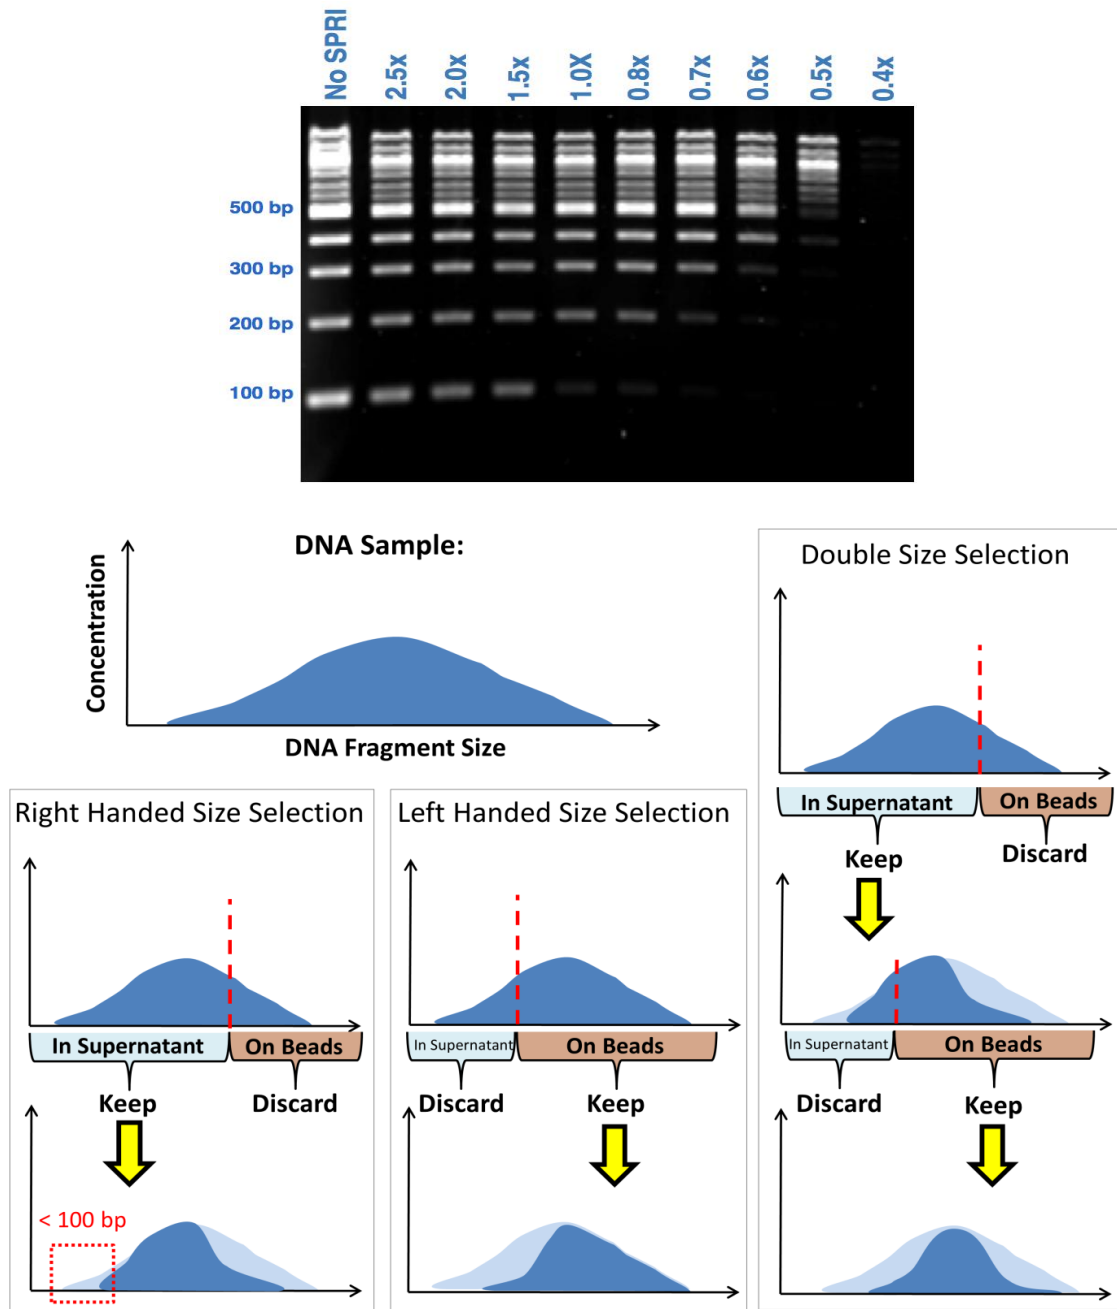 No SPRI 2.5x 2.0x 1.5x 1.0X 0.8x 0.7x 0.6x 0.5x 0.4x
500 bp
300 bp
200 bp
100 bp
DNA Sample:
Concentration
DNA Fragment Size
Right Handed Size Selection
In Supernatant On Beads
Keep Discard
< 100 bp
Left Handed Size Selection
In Supernatant On Beads
Discard Keep
Double Size Selection
In Supernatant On Beads
Keep Discard
In Supernatant On Beads
Discard Keep